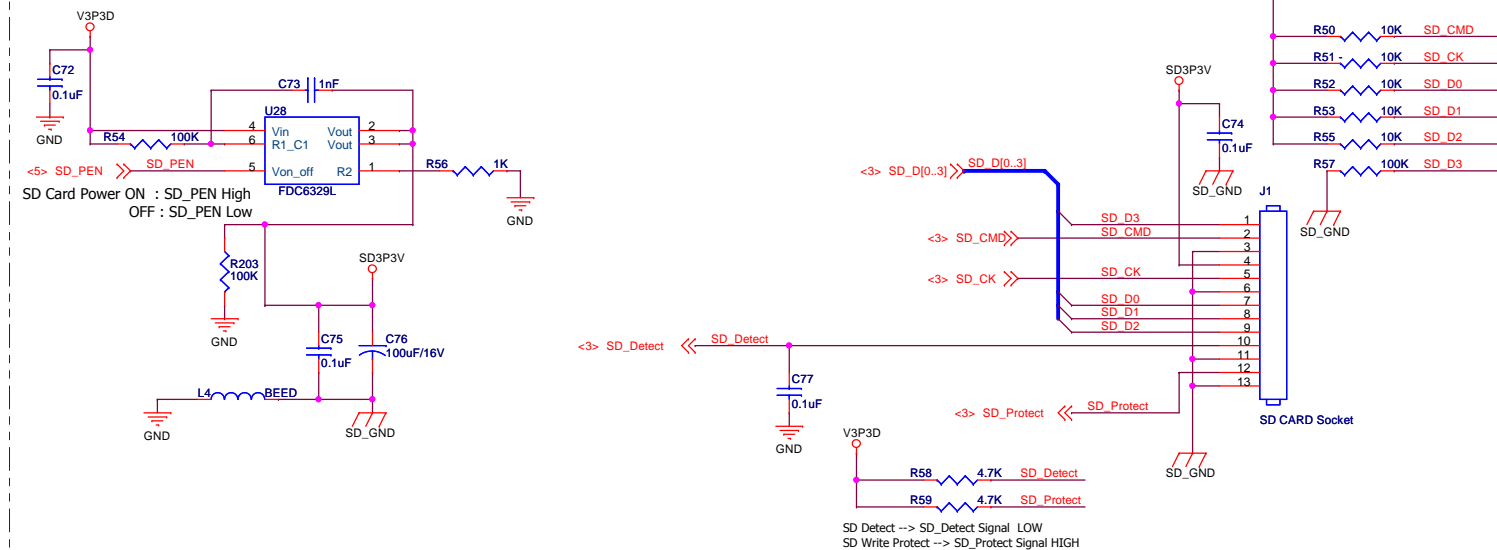 V3P3D
C72
0.1uF
GND
C73 1nF
U28
4 Vin Vout 2
6 R1_C1 Vout 3
5 Von_off R2 1
FDC6329L
R54 100K
<5> SD_PEN SD_PEN
R56 1K
GND
SD Card Power ON : SD_PEN High
OFF : SD_PEN Low
R203
100K
GND
SD3P3V
C75
0.1uF
C76
100uF/16V
L4 BEED
GND
SD_GND
SD3P3V
C74
0.1uF
SD_GND
<3> SD_D[0..3] SD_D[0..3]
<3> SD_CMD
<3> SD_CK
<3> SD_Detect SD_Detect
C77
0.1uF
GND
<3> SD_Protect SD_Protect
J1
SD_D3 1
SD_CMD 2
3
4
SD_CK 5
6
SD_D0 7
SD_D1 8
SD_D2 9
10
11
12
13
SD CARD Socket
SD_GND
R50 10K SD_CMD
R51 - 10K SD_CK
R52 10K SD_D0
R53 10K SD_D1
R55 10K SD_D2
R57 100K SD_D3
SD_GND
V3P3D
R58 4.7K SD_Detect
R59 4.7K SD_Protect
SD Detect --> SD_Detect Signal LOW
SD Write Protect --> SD_Protect Signal HIGH